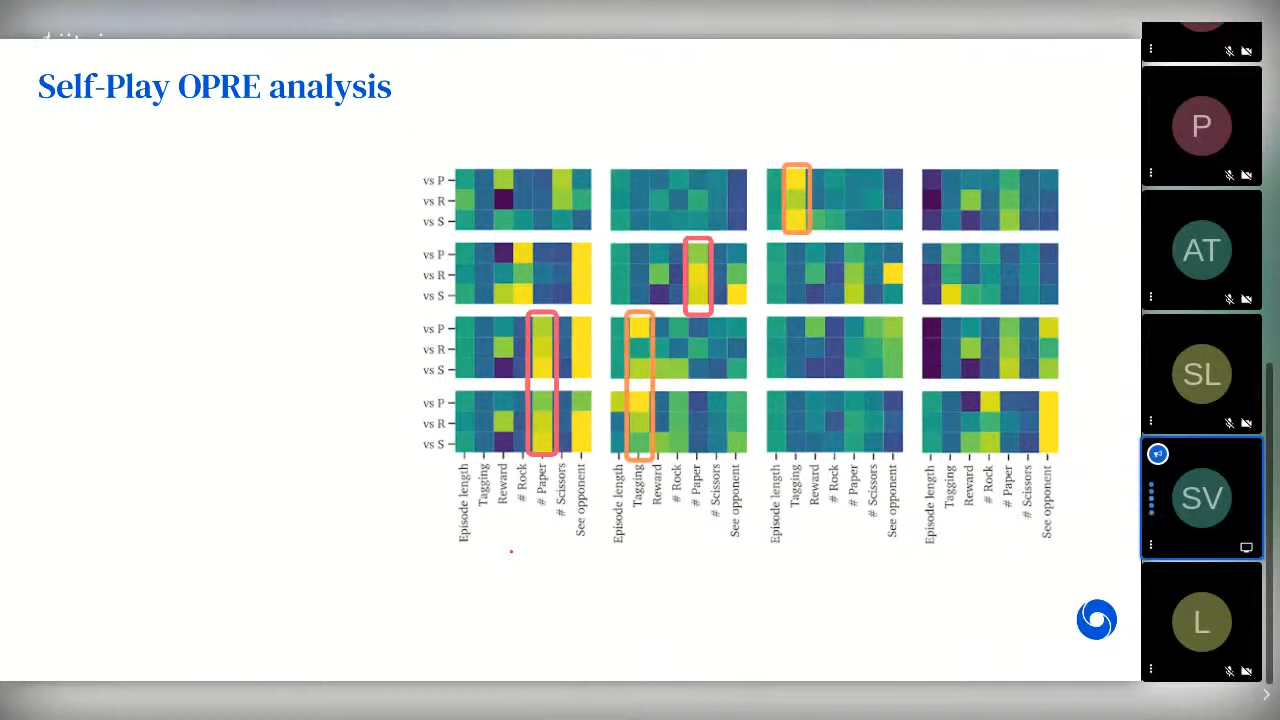 Self-Play OPRE analysis
vs P
vs R
vs S
vs P
vs R
vs S
vs P
vs R
vs S
vs P
vs R
vs S
Episode length
Tagging
Reward
# Rock
# Paper
# Scissors
See opponent
Episode length
Tagging
Reward
# Rock
# Paper
# Scissors
See opponent
Episode length
Tagging
Reward
# Rock
# Paper
# Scissors
See opponent
Episode length
Tagging
Reward
# Rock
# Paper
# Scissors
See opponent
P
AT
SL
SV
L